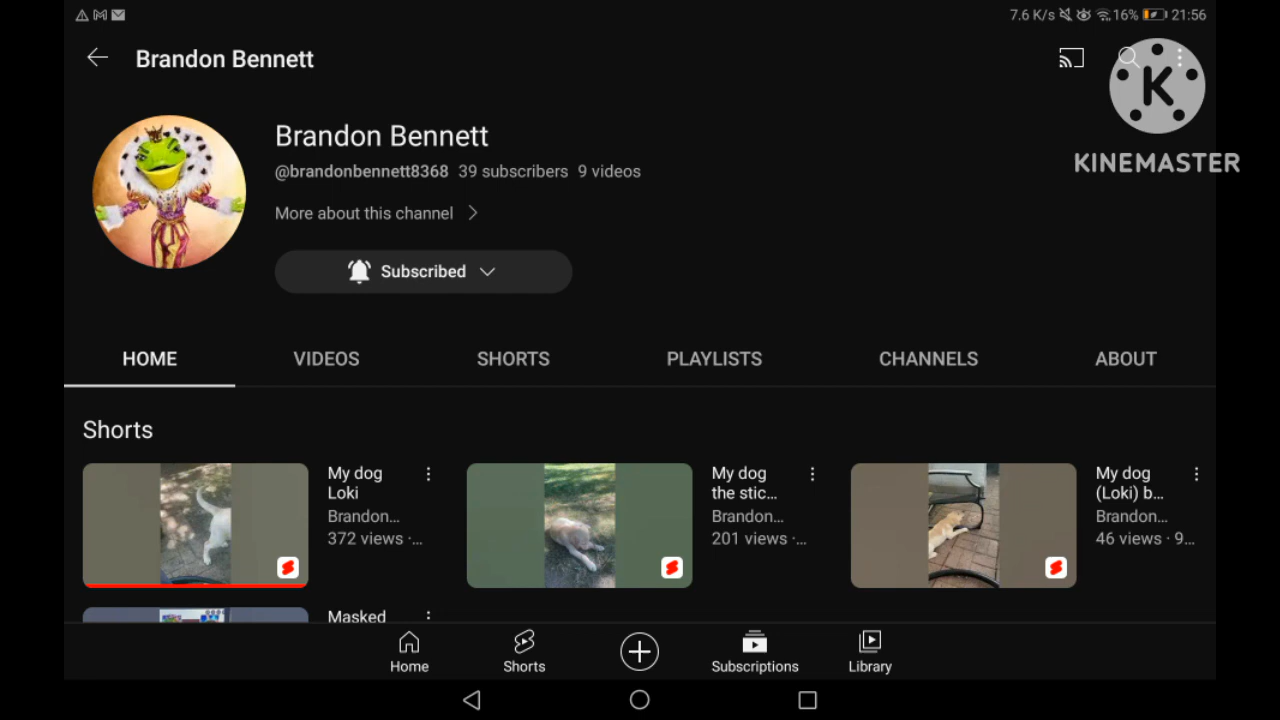 7.6 K/s 16% 21:56
Brandon Bennett
K
KINEMASTER
Brandon Bennett
@brandonbennett8368 39 subscribers 9 videos
More about this channel
Subscribed
HOME VIDEOS SHORTS PLAYLISTS CHANNELS ABOUT
Shorts
My dog
Loki
Brandon...
372 views ·...
My dog
the stic...
Brandon...
201 views ·...
My dog
(Loki) b...
Brandon...
46 views · 9...
Masked
Home Shorts Subscriptions Library